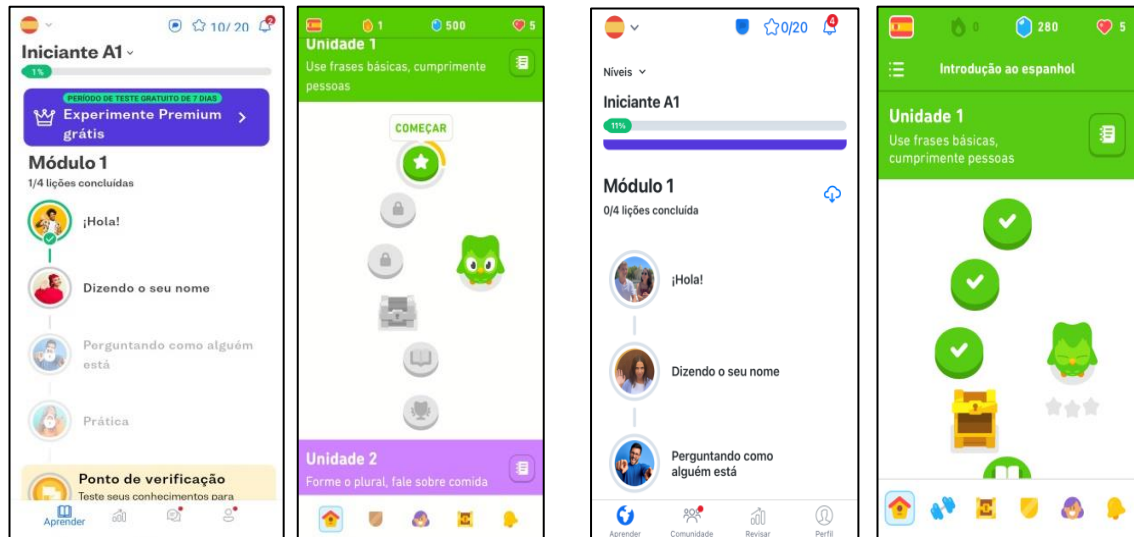 10/ 20
2
Iniciante A1
1%
PERÍODO DE TESTE GRATUITO DE 7 DIAS
Experimente Premium
grátis
Módulo 1
1/4 lições concluídas
¡Hola!
Dizendo o seu nome
Perguntando como alguém
está
Prática
Ponto de verificação
Teste seus conhecimentos para
Aprender
1
500
5
Unidade 1
Use frases básicas, cumprimente
pessoas
COMEÇAR
Unidade 2
Forme o plural, fale sobre comida
0/20
4
Níveis
Iniciante A1
11%
Módulo 1
0/4 lições concluída
¡Hola!
Dizendo o seu nome
Perguntando como
alguém está
Aprender
Comunidade
Revisar
Perfil
0
280
5
Introdução ao espanhol
Unidade 1
Use frases básicas,
cumprimente pessoas